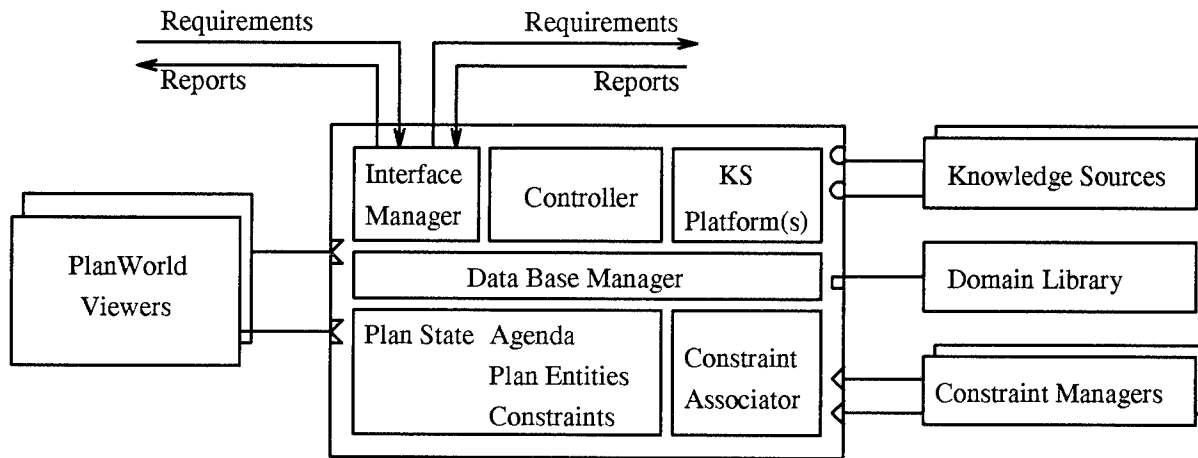 Requirements
Requirements
Reports
Reports
Interface
Manager
Controller
KS
Platform(s)
Knowledge Sources
PlanWorld
Viewers
Data Base Manager
Domain Library
Plan State Agenda
Plan Entities
Constraints
Constraint
Associator
Constraint Managers